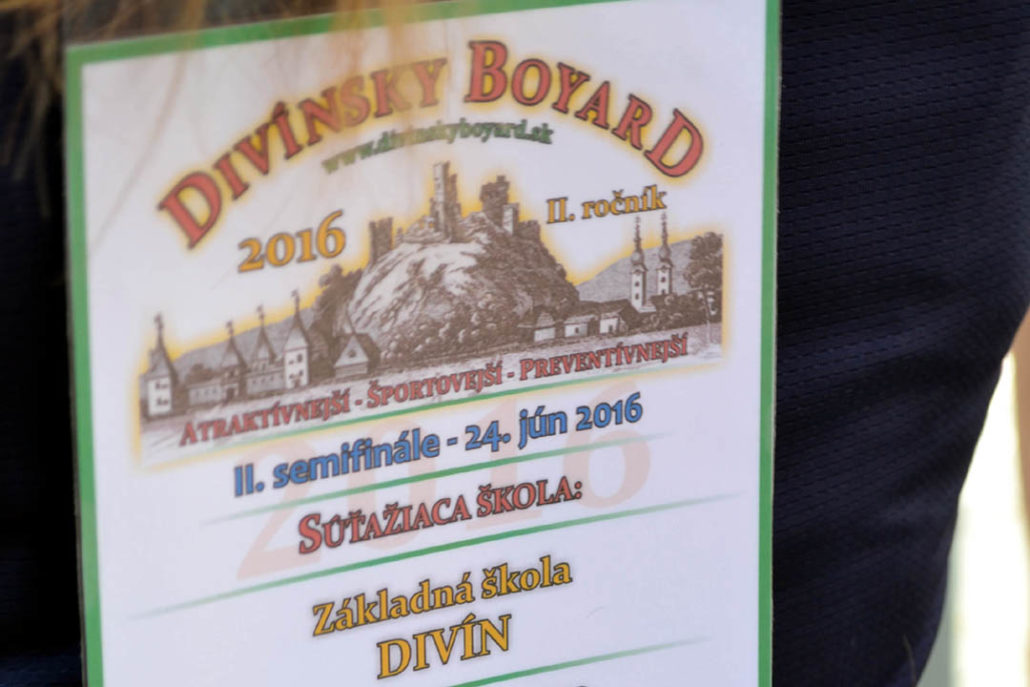 DIVÍNSKY BOYARD
www.divinskyboyard.sk
2016
II. ročník
ATRAKTÍVNEJŠÍ - ŠPORTOVEJŠÍ - PREVENTÍVNEJŠÍ
2016
II. semifinále - 24. jún 2016
SÚŤAŽIACA ŠKOLA:
Základná škola
DIVÍN